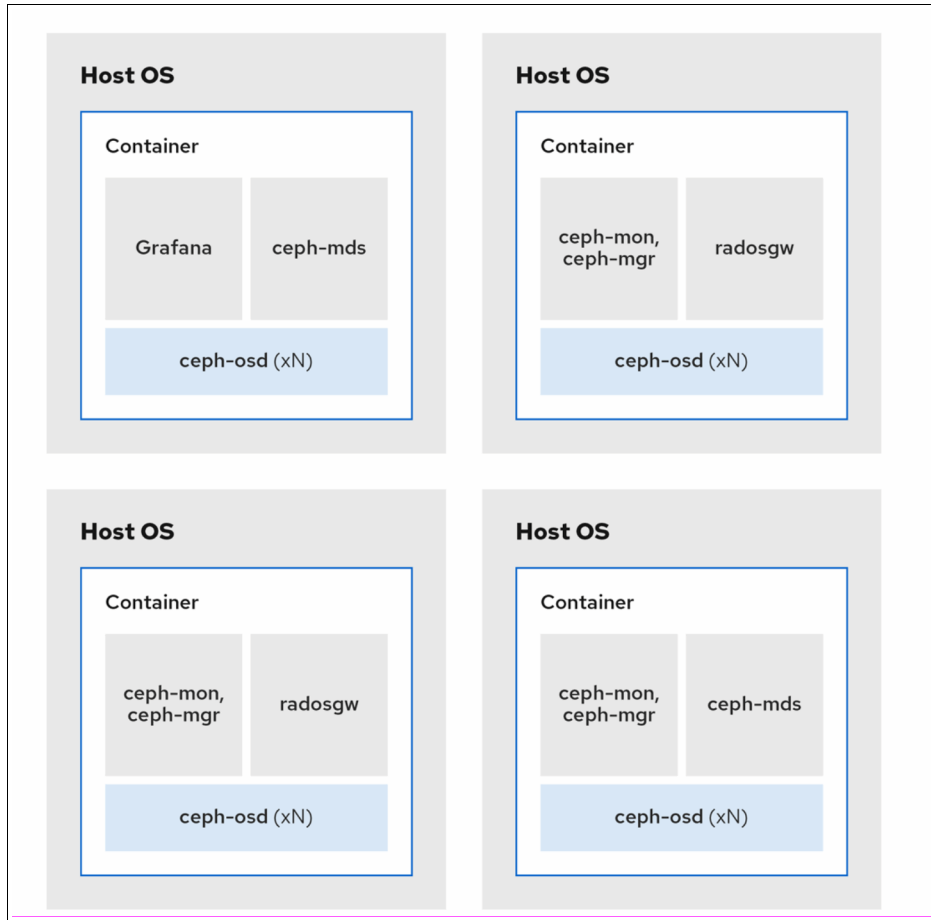 Host OS
Container
Grafana
ceph-mds
ceph-osd (xN)
Host OS
Container
ceph-mon,
ceph-mgr
radosgw
ceph-osd (xN)
Host OS
Container
ceph-mon,
ceph-mgr
radosgw
ceph-osd (xN)
Host OS
Container
ceph-mon,
ceph-mgr
ceph-mds
ceph-osd (xN)